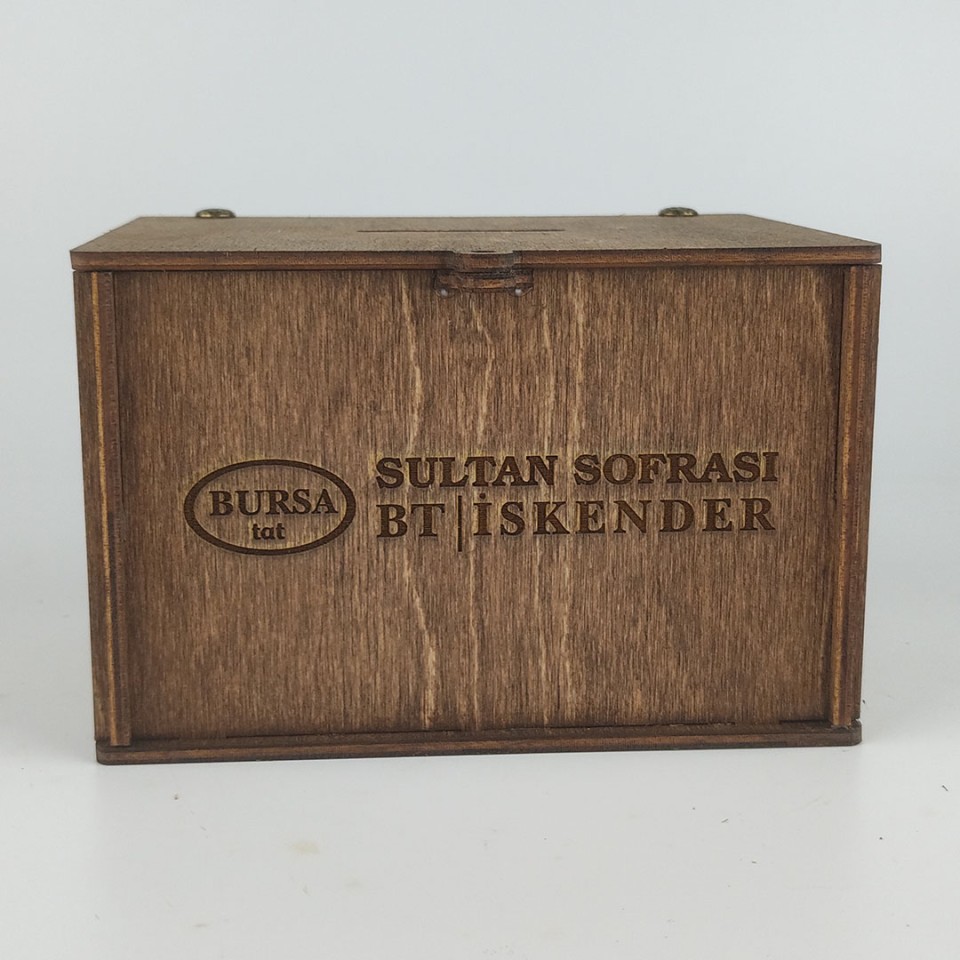 BURSA
tat
SULTAN SOFRASI
BT | İSKENDER